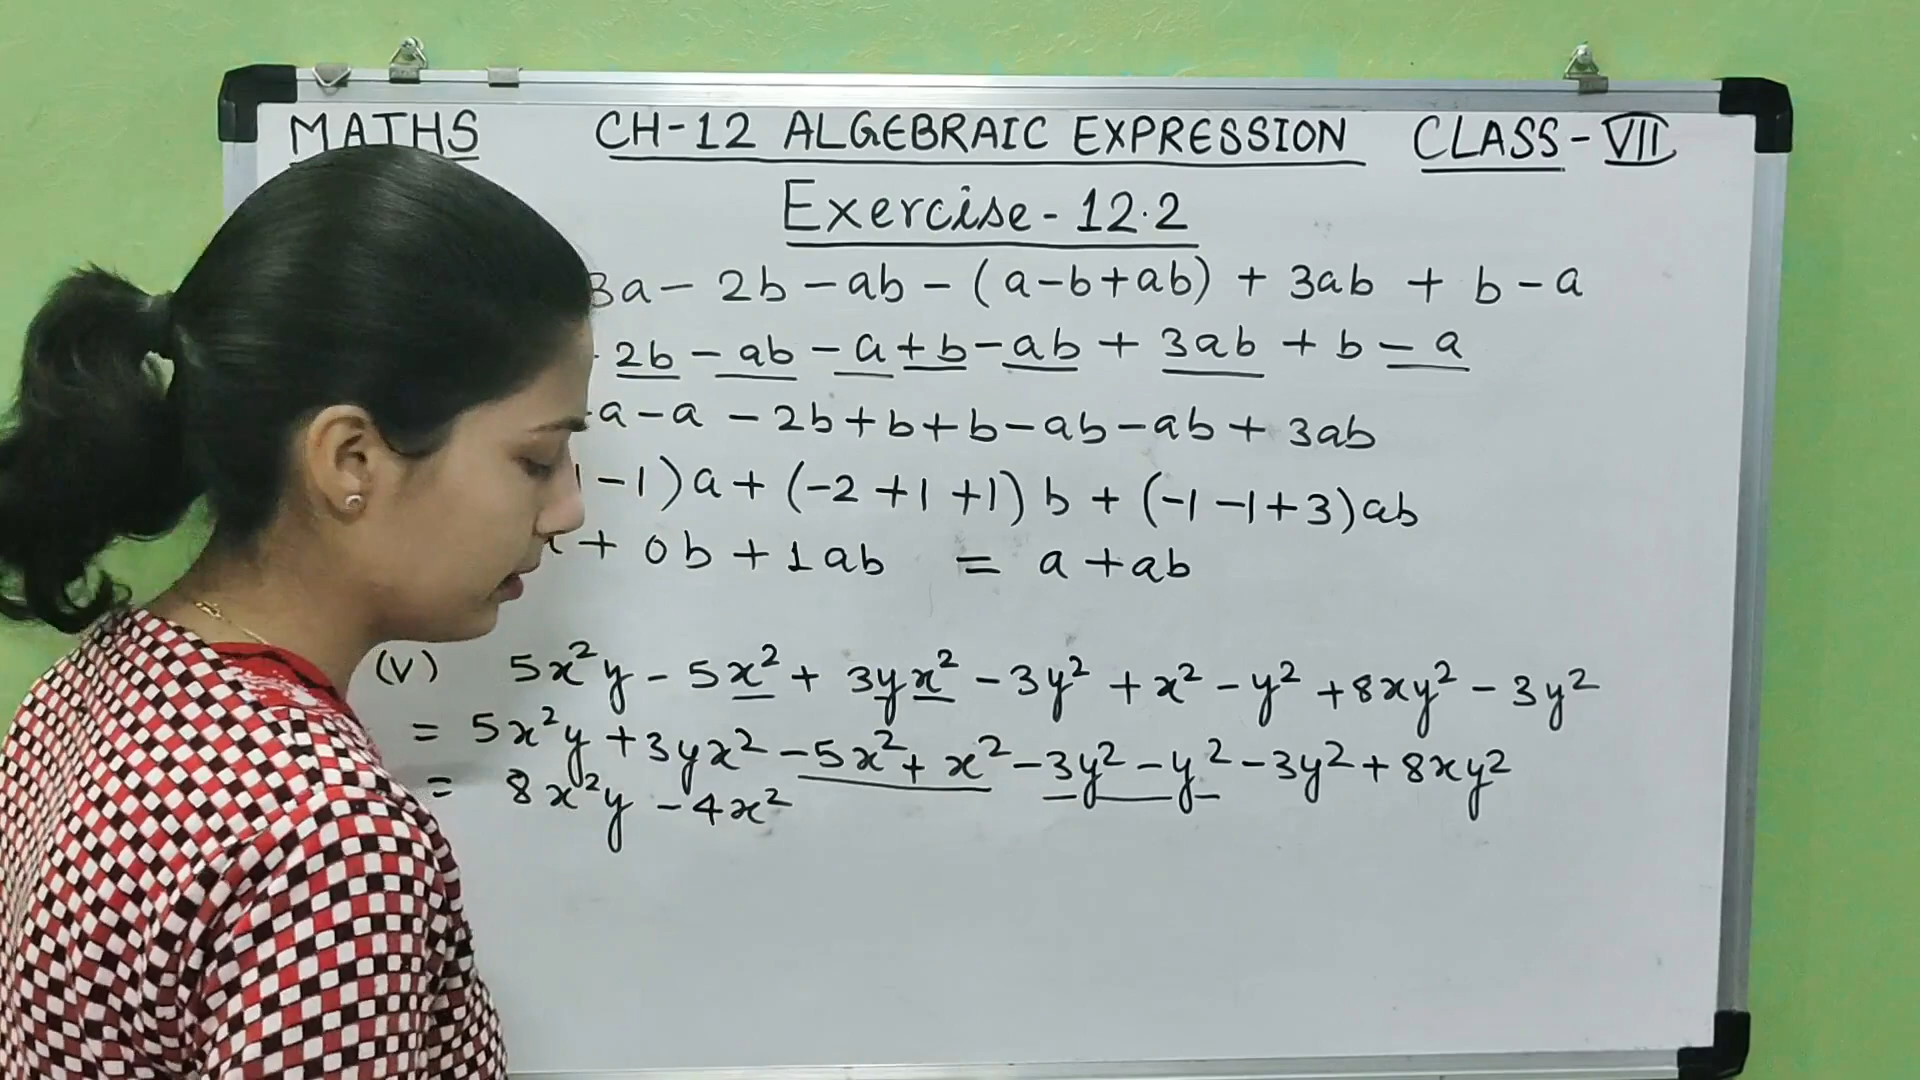 MATHS CH-12 ALGEBRAIC EXPRESSION CLASS-VII
Exercise-12.2
3a - 2b - ab - (a-b+ab) + 3ab + b - a
2b - ab - a + b - ab + 3ab + b - a
-a - a - 2b + b + b - ab - ab + 3ab
-1) a + (-2 +1 +1) b + (-1 -1+3) ab
+ 0b + 1ab = a + ab
(V) 5x²y - 5x² + 3yx² - 3y² + x² - y² + 8xy² - 3y²
= 5x²y + 3yx² - 5x² + x² - 3y² - y² - 3y² + 8xy²
= 8x²y - 4x²